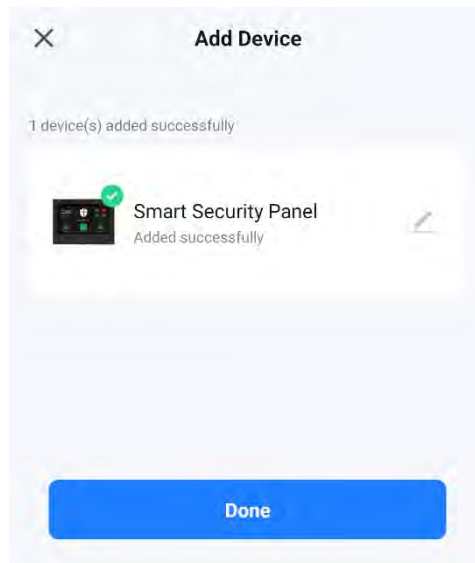 Add Device
1 device(s) added successfully
Smart Security Panel
Added successfully
Done